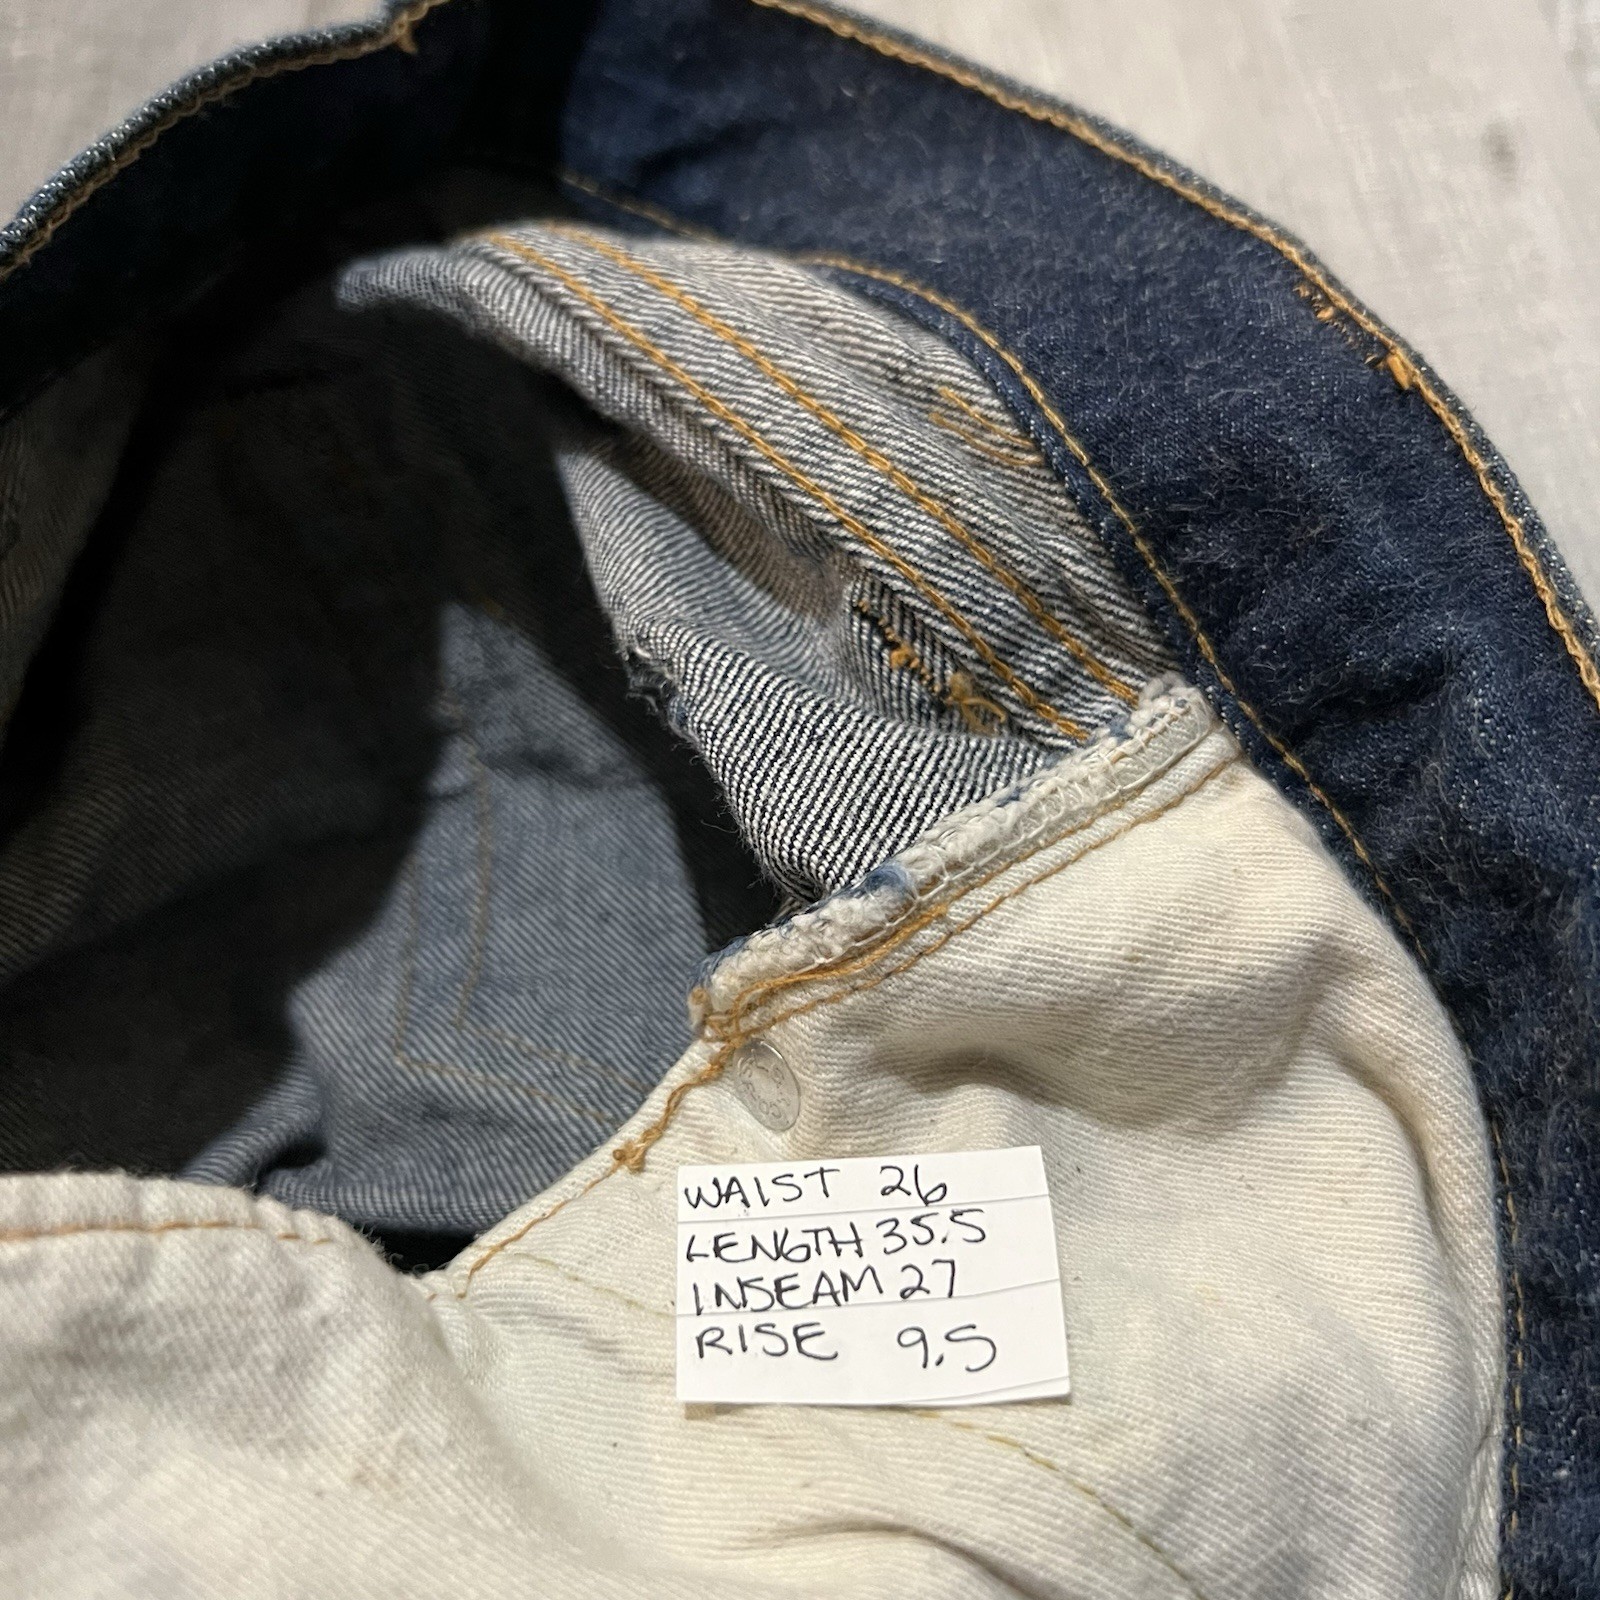 WAIST 26
LENGTH 35.5
INSEAM 27
RISE 9.5